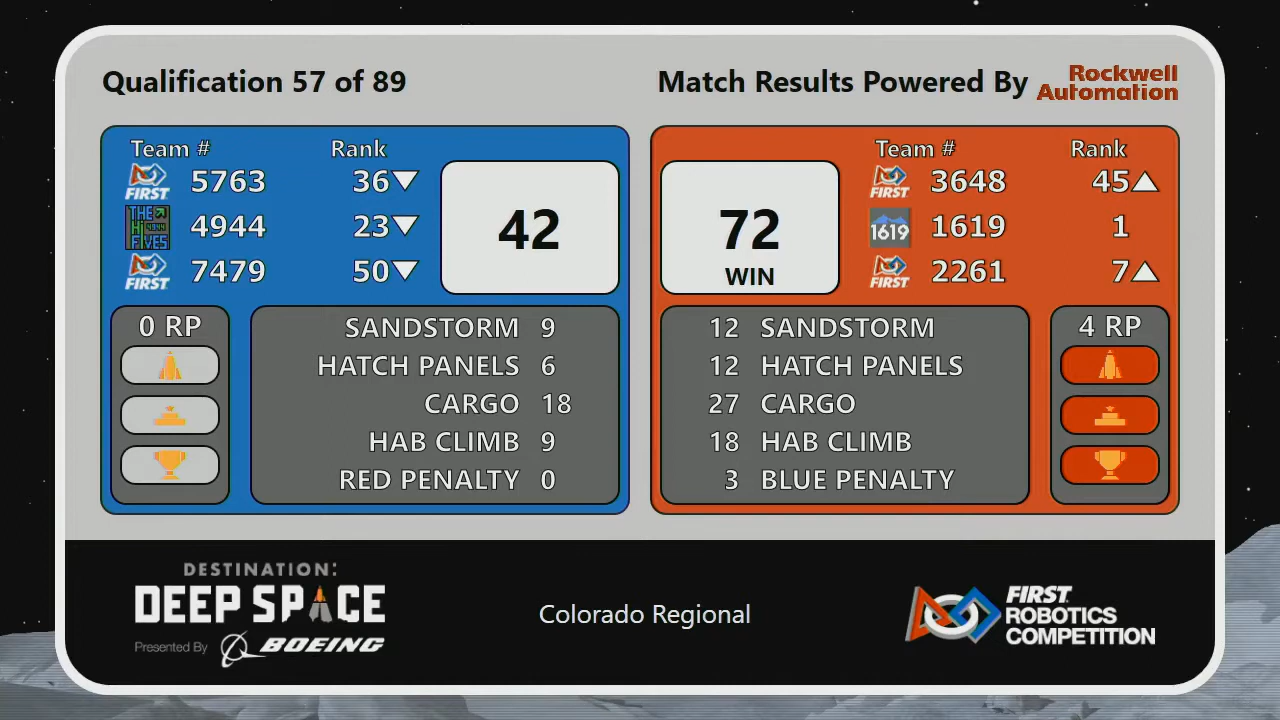 Qualification 57 of 89
Match Results Powered By
Rockwell
Automation
Team # Rank
FIRST 5763 36
THE HI FIVES 4944 4944 23
FIRST 7479 50
42
72
WIN
Team # Rank
FIRST 3648 45
1619 1619 1
FIRST 2261 7
0 RP
SANDSTORM 9
HATCH PANELS 6
CARGO 18
HAB CLIMB 9
RED PENALTY 0
12 SANDSTORM
12 HATCH PANELS
27 CARGO
18 HAB CLIMB
3 BLUE PENALTY
4 RP
DESTINATION:
DEEP SPACE
Presented By BOEING
Colorado Regional
FIRST
ROBOTICS
COMPETITION